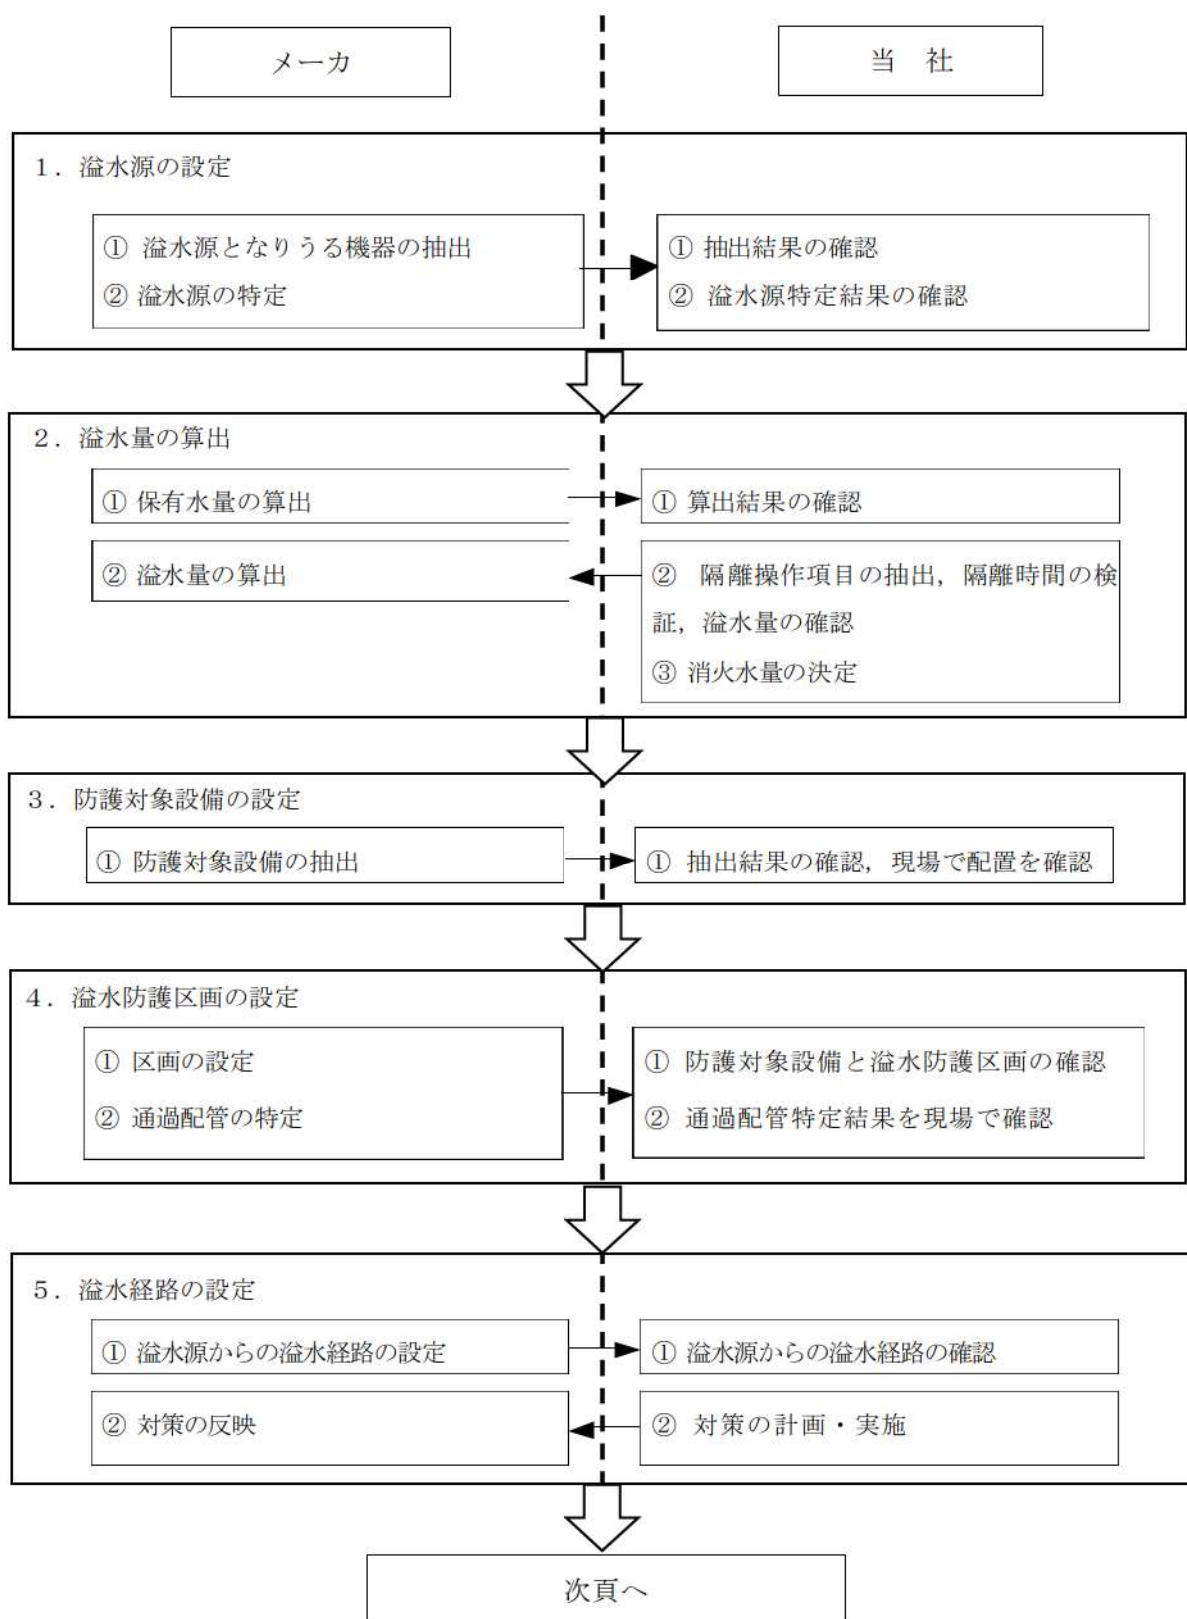 メーカ
当　社
１．溢水源の設定
① 溢水源となりうる機器の抽出
② 溢水源の特定
① 抽出結果の確認
② 溢水源特定結果の確認
２．溢水量の算出
① 保有水量の算出
① 算出結果の確認
② 溢水量の算出
② 隔離操作項目の抽出，隔離時間の検
証，溢水量の確認
③ 消火水量の決定
３．防護対象設備の設定
① 防護対象設備の抽出
① 抽出結果の確認，現場で配置を確認
４．溢水防護区画の設定
① 区画の設定
② 通過配管の特定
① 防護対象設備と溢水防護区画の確認
② 通過配管特定結果を現場で確認
５．溢水経路の設定
① 溢水源からの溢水経路の設定
① 溢水源からの溢水経路の確認
② 対策の反映
② 対策の計画・実施
次頁へ